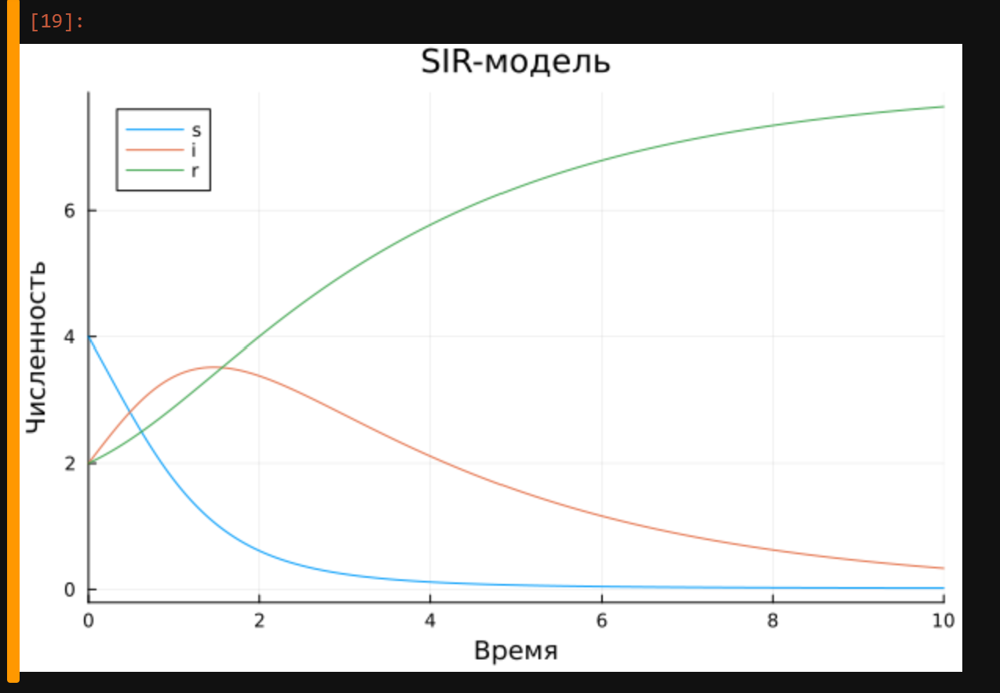 [19]:
SIR-модель
s
i
r
6
4
2
0
Численность
0 2 4 6 8 10
Время